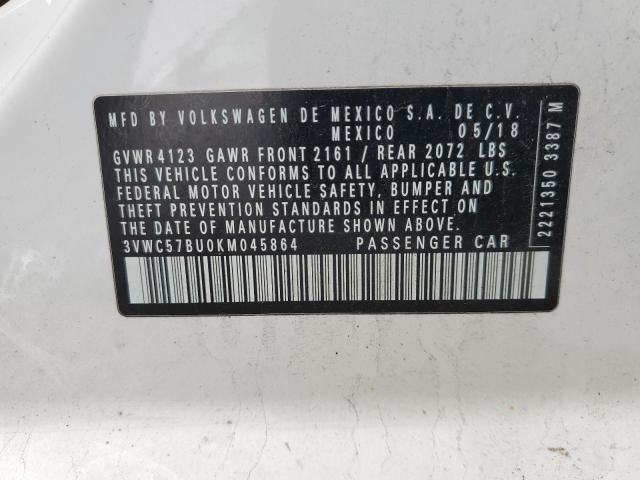 MFD BY VOLKSWAGEN DE MEXICO S.A. DE C.V.
MEXICO 05/18
GVWR 4123 GAWR FRONT 2161 / REAR 2072 LBS
THIS VEHICLE CONFORMS TO ALL APPLICABLE U.S.
FEDERAL MOTOR VEHICLE SAFETY, BUMPER AND
THEFT PREVENTION STANDARDS IN EFFECT ON
THE DATE OF MANUFACTURE SHOWN ABOVE.
3VWC57BU0KM045864 PASSENGER CAR
2221350 3387 M